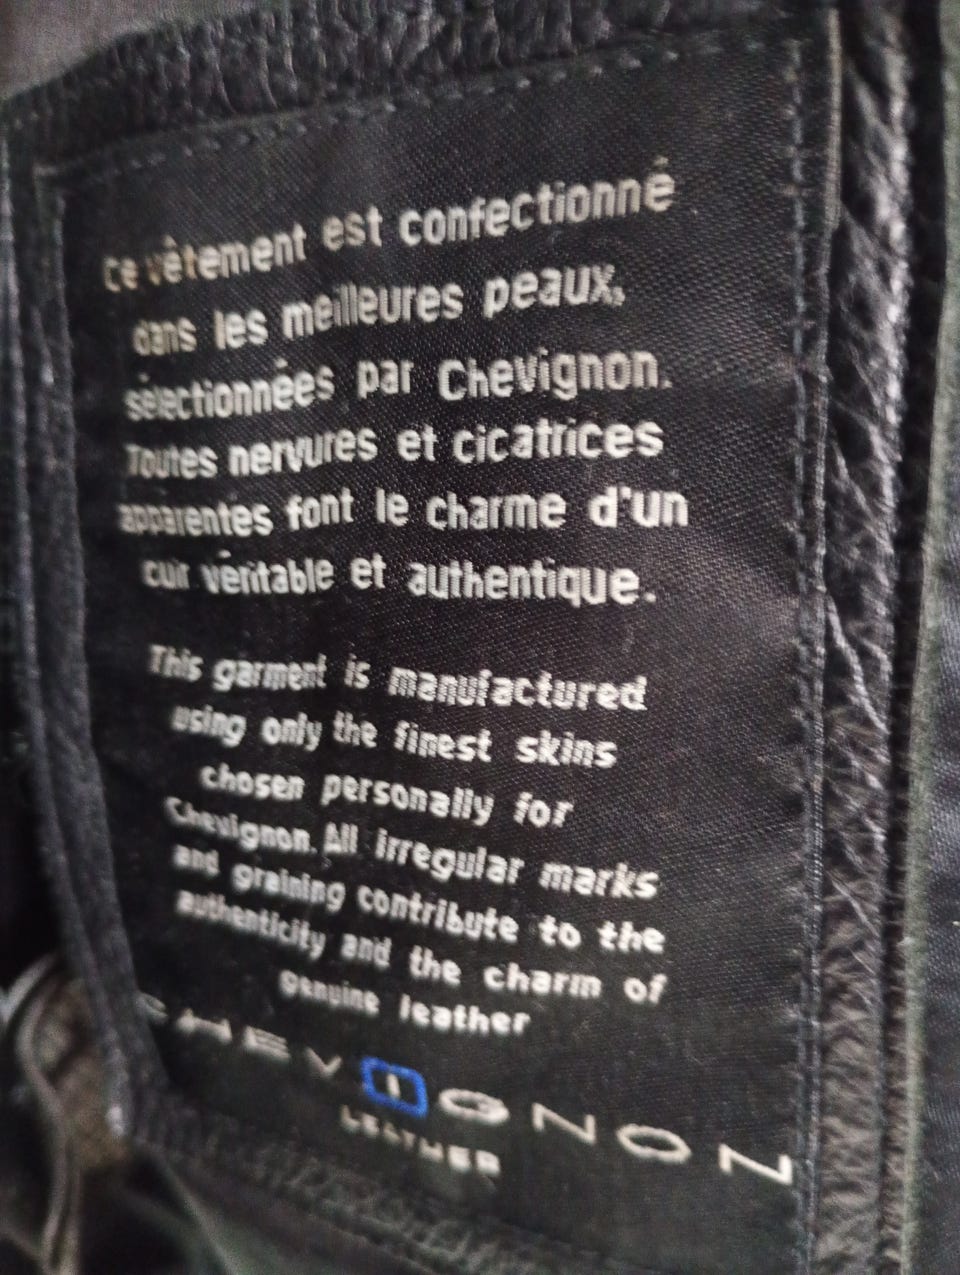 Ce vêtement est confectionné
dans les meilleures peaux,
sélectionnées par Chevignon.
Toutes nervures et cicatrices
apparentes font le charme d'un
cuir véritable et authentique.
This garment is manufactured
using only the finest skins
chosen personally for
Chevignon. All irregular marks
and graining contribute to the
authenticity and the charm of
genuine leather
CHEVIGNON
LEATHER